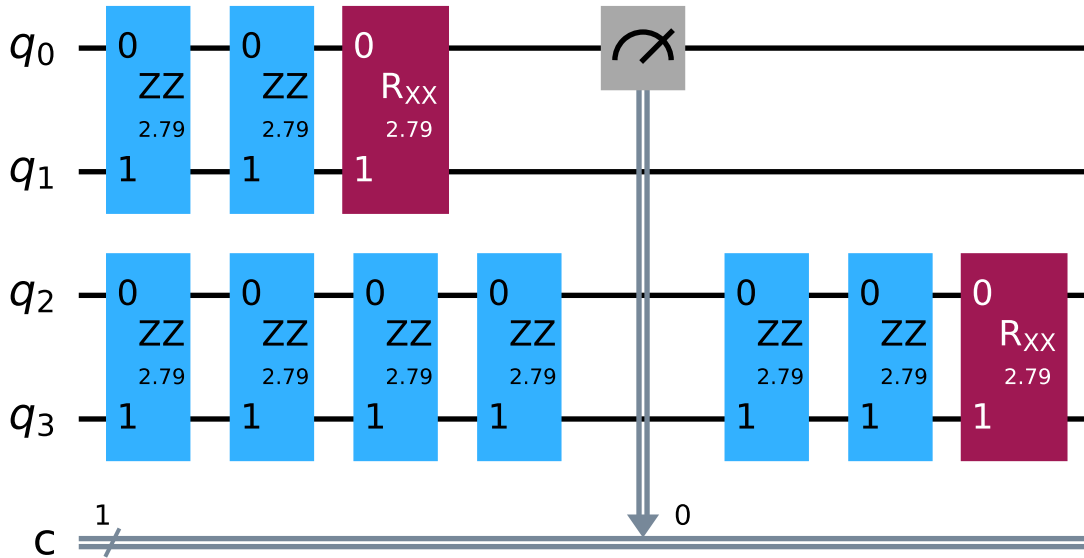 q0 0 0 0
ZZ ZZ RXX
2.79 2.79 2.79
q1 1 1 1
q2 0 0 0 0 0 0 0
ZZ ZZ ZZ ZZ ZZ ZZ RXX
2.79 2.79 2.79 2.79 2.79 2.79 2.79
q3 1 1 1 1 1 1 1
1 0
c